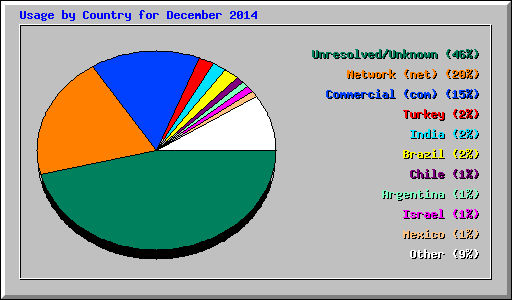 Usage by Country for December 2014
Unresolved/Unknown (46%)
Network (net) (20%)
Commercial (com) (15%)
Turkey (2%)
India (2%)
Brazil (2%)
Chile (1%)
Argentina (1%)
Israel (1%)
Mexico (1%)
Other (9%)